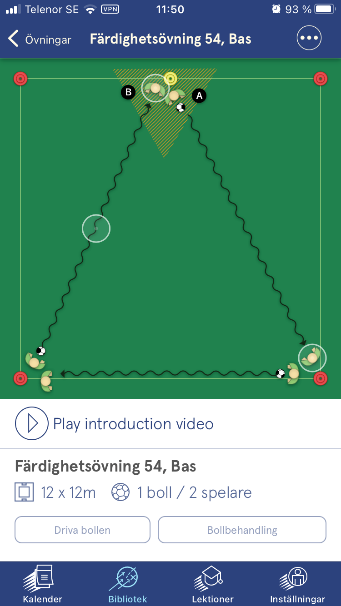 Telenor SE VPN 11:50 93 %
Övningar Färdighetsövning 54, Bas
B A
Play introduction video
Färdighetsövning 54, Bas
12 x 12m 1 boll / 2 spelare
Driva bollen Bollbehandling
Kalender Bibliotek Lektioner Inställningar